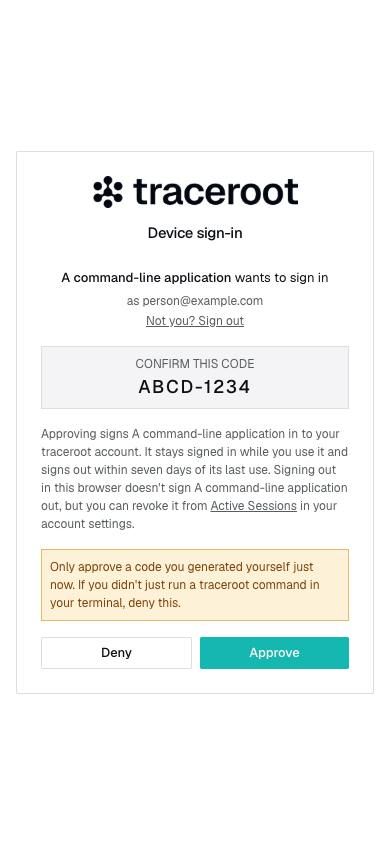 traceroot
Device sign-in
A command-line application wants to sign in
as person@example.com
Not you? Sign out
CONFIRM THIS CODE
ABCD-1234
Approving signs A command-line application in to your
traceroot account. It stays signed in while you use it and
signs out within seven days of its last use. Signing out
in this browser doesn't sign A command-line application
out, but you can revoke it from Active Sessions in your
account settings.
Only approve a code you generated yourself just
now. If you didn't just run a traceroot command in
your terminal, deny this.
Deny
Approve